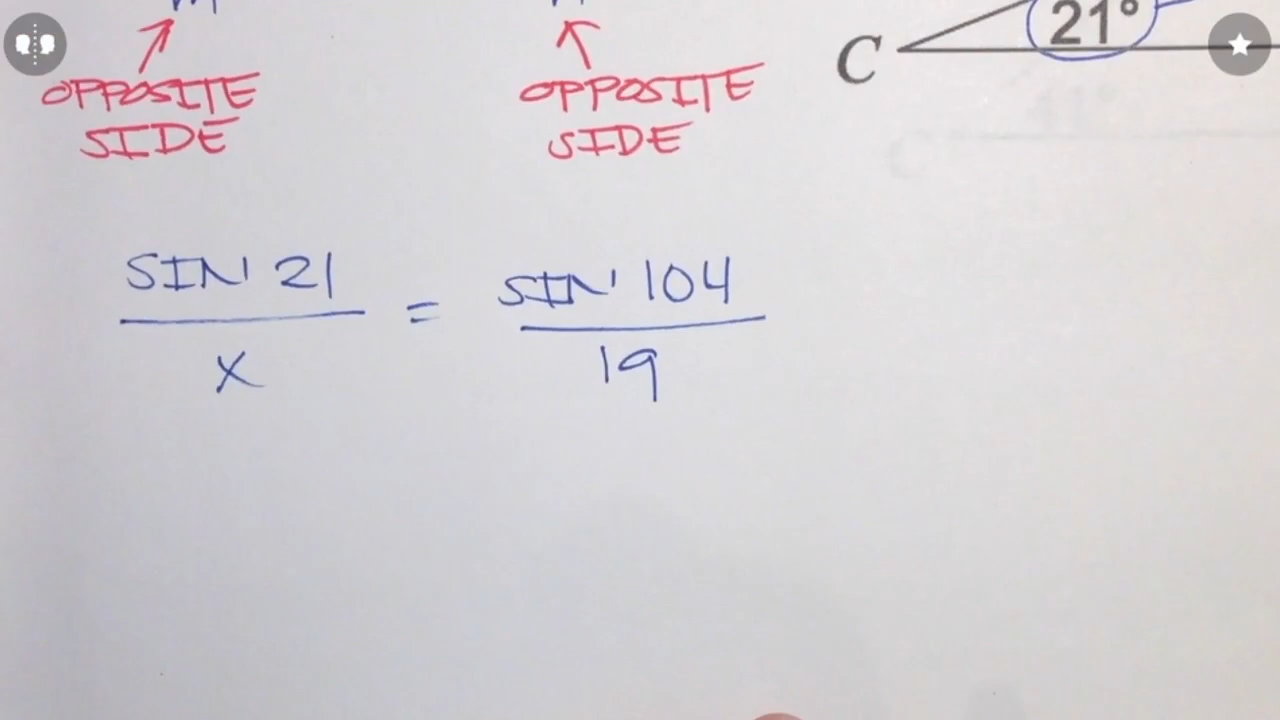 OPPOSITE
SIDE
OPPOSITE
SIDE
C
21°
SIN 21
=
SIN 104
x
19